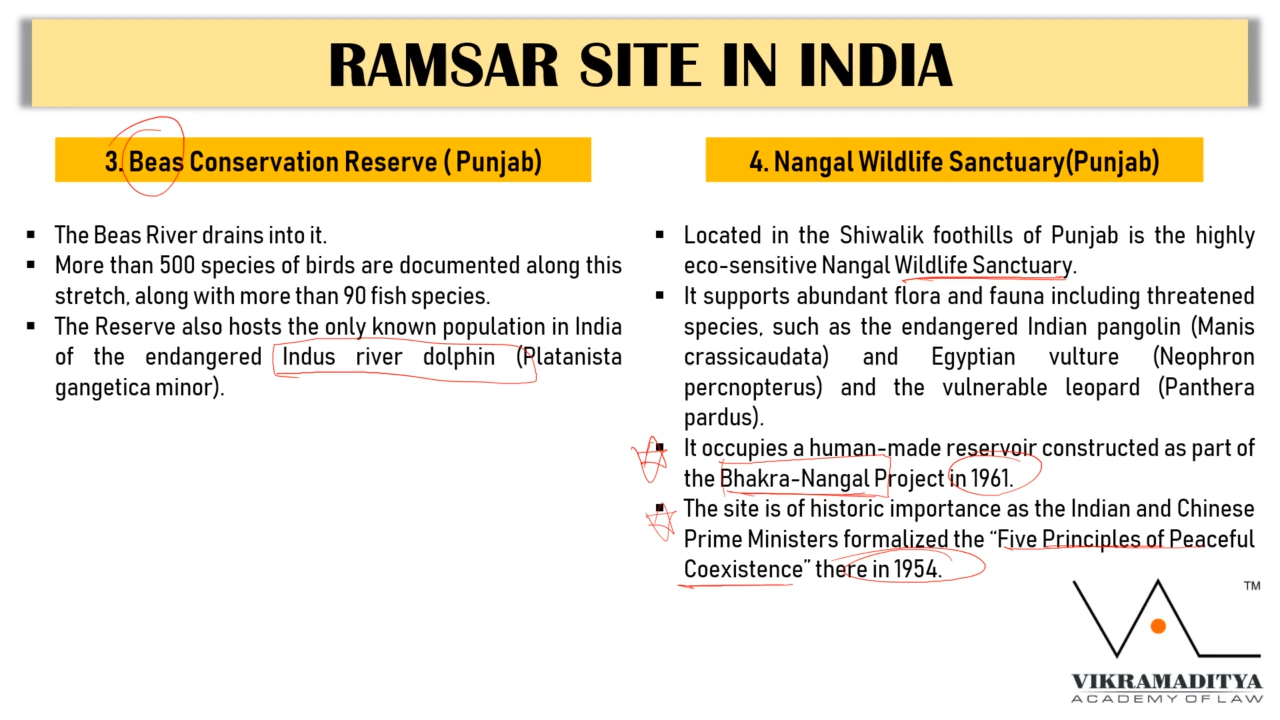 RAMSAR SITE IN INDIA
3. Beas Conservation Reserve ( Punjab)
▪ The Beas River drains into it.
▪ More than 500 species of birds are documented along this
stretch, along with more than 90 fish species.
▪ The Reserve also hosts the only known population in India
of the endangered Indus river dolphin (Platanista
gangetica minor).
4. Nangal Wildlife Sanctuary(Punjab)
▪ Located in the Shiwalik foothills of Punjab is the highly
eco-sensitive Nangal Wildlife Sanctuary.
▪ It supports abundant flora and fauna including threatened
species, such as the endangered Indian pangolin (Manis
crassicaudata) and Egyptian vulture (Neophron
percnopterus) and the vulnerable leopard (Panthera
pardus).
▪ It occupies a human-made reservoir constructed as part of
the Bhakra-Nangal Project in 1961.
▪ The site is of historic importance as the Indian and Chinese
Prime Ministers formalized the “Five Principles of Peaceful
Coexistence” there in 1954.
TM
VIKRAMADITYA
ACADEMY OF LAW